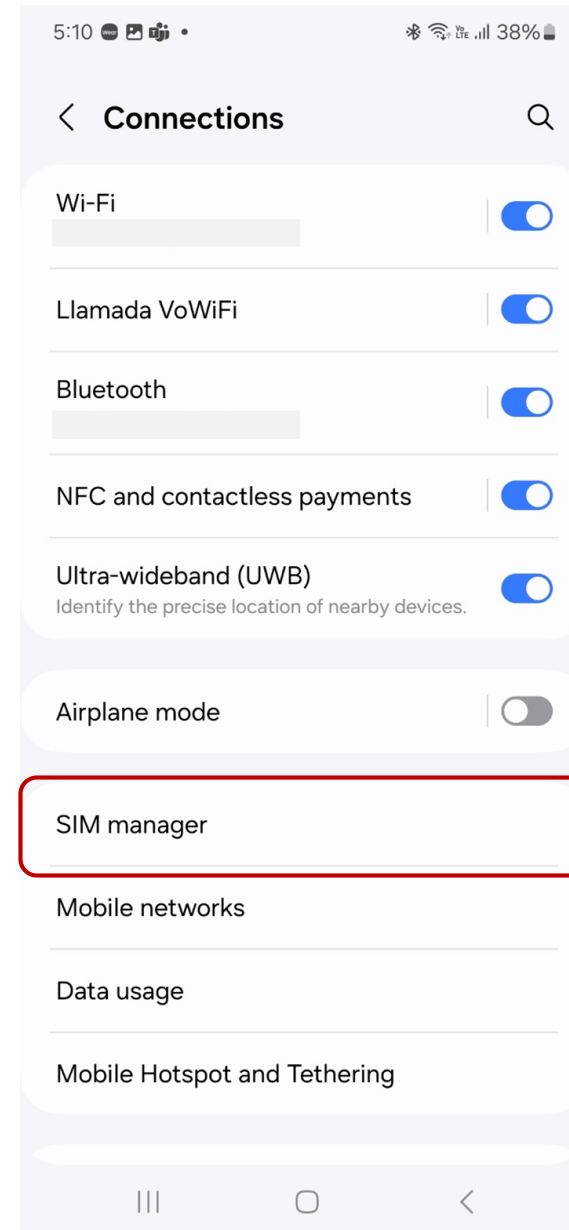 5:10 38%
Connections
Wi-Fi
Llamada VoWiFi
Bluetooth
NFC and contactless payments
Ultra-wideband (UWB)
Identify the precise location of nearby devices.
Airplane mode
SIM manager
Mobile networks
Data usage
Mobile Hotspot and Tethering